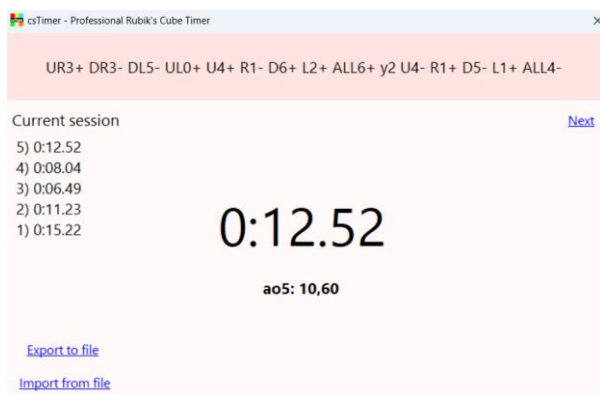 csTimer - Professional Rubik's Cube Timer
UR3+ DR3- DL5- UL0+ U4+ R1- D6+ L2+ ALL6+ y2 U4- R1+ D5- L1+ ALL4-
Current session
Next
5) 0:12.52
4) 0:08.04
3) 0:06.49
2) 0:11.23
1) 0:15.22
0:12.52
ao5: 10,60
Export to file
Import from file